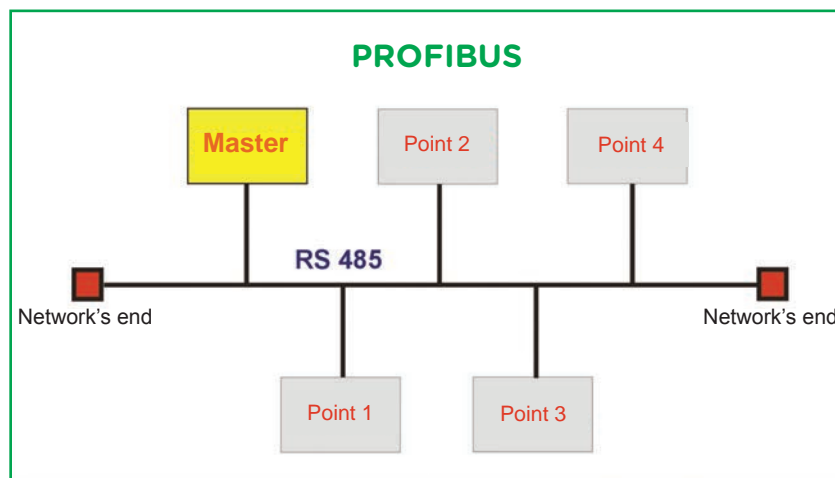 PROFIBUS
Master
Point 2
Point 4
RS 485
Network’s end
Network’s end
Point 1
Point 3